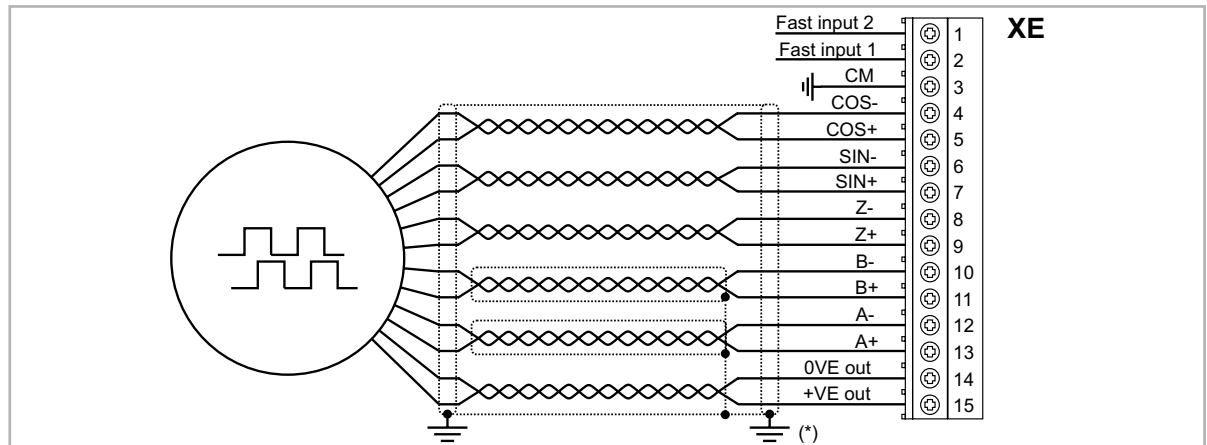 Fast input 2 1 XE
Fast input 1 2
CM 3
COS- 4
COS+ 5
SIN- 6
SIN+ 7
Z- 8
Z+ 9
B- 10
B+ 11
A- 12
A+ 13
0VE out 14
+VE out 15
(*)